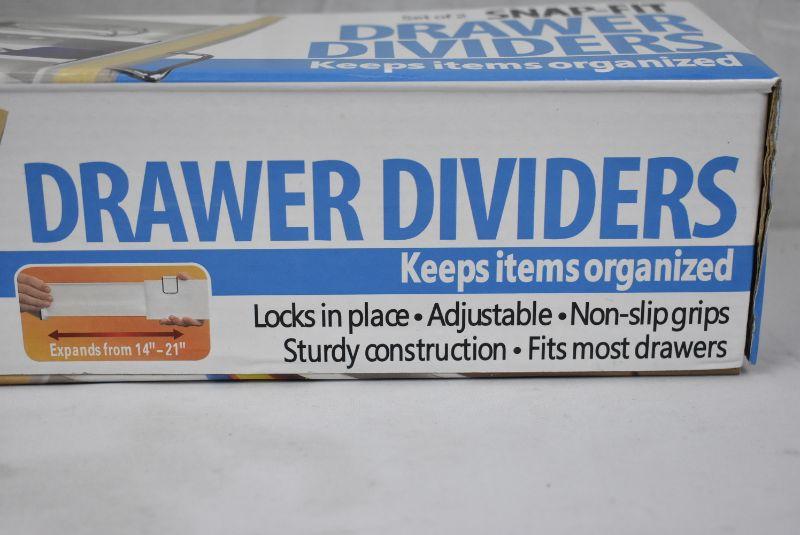 Set of 2 SNAP-FIT
DRAWER
DIVIDERS
Keeps items organized
DRAWER DIVIDERS
Keeps items organized
Expands from 14"–21"
Locks in place • Adjustable • Non-slip grips
Sturdy construction • Fits most drawers